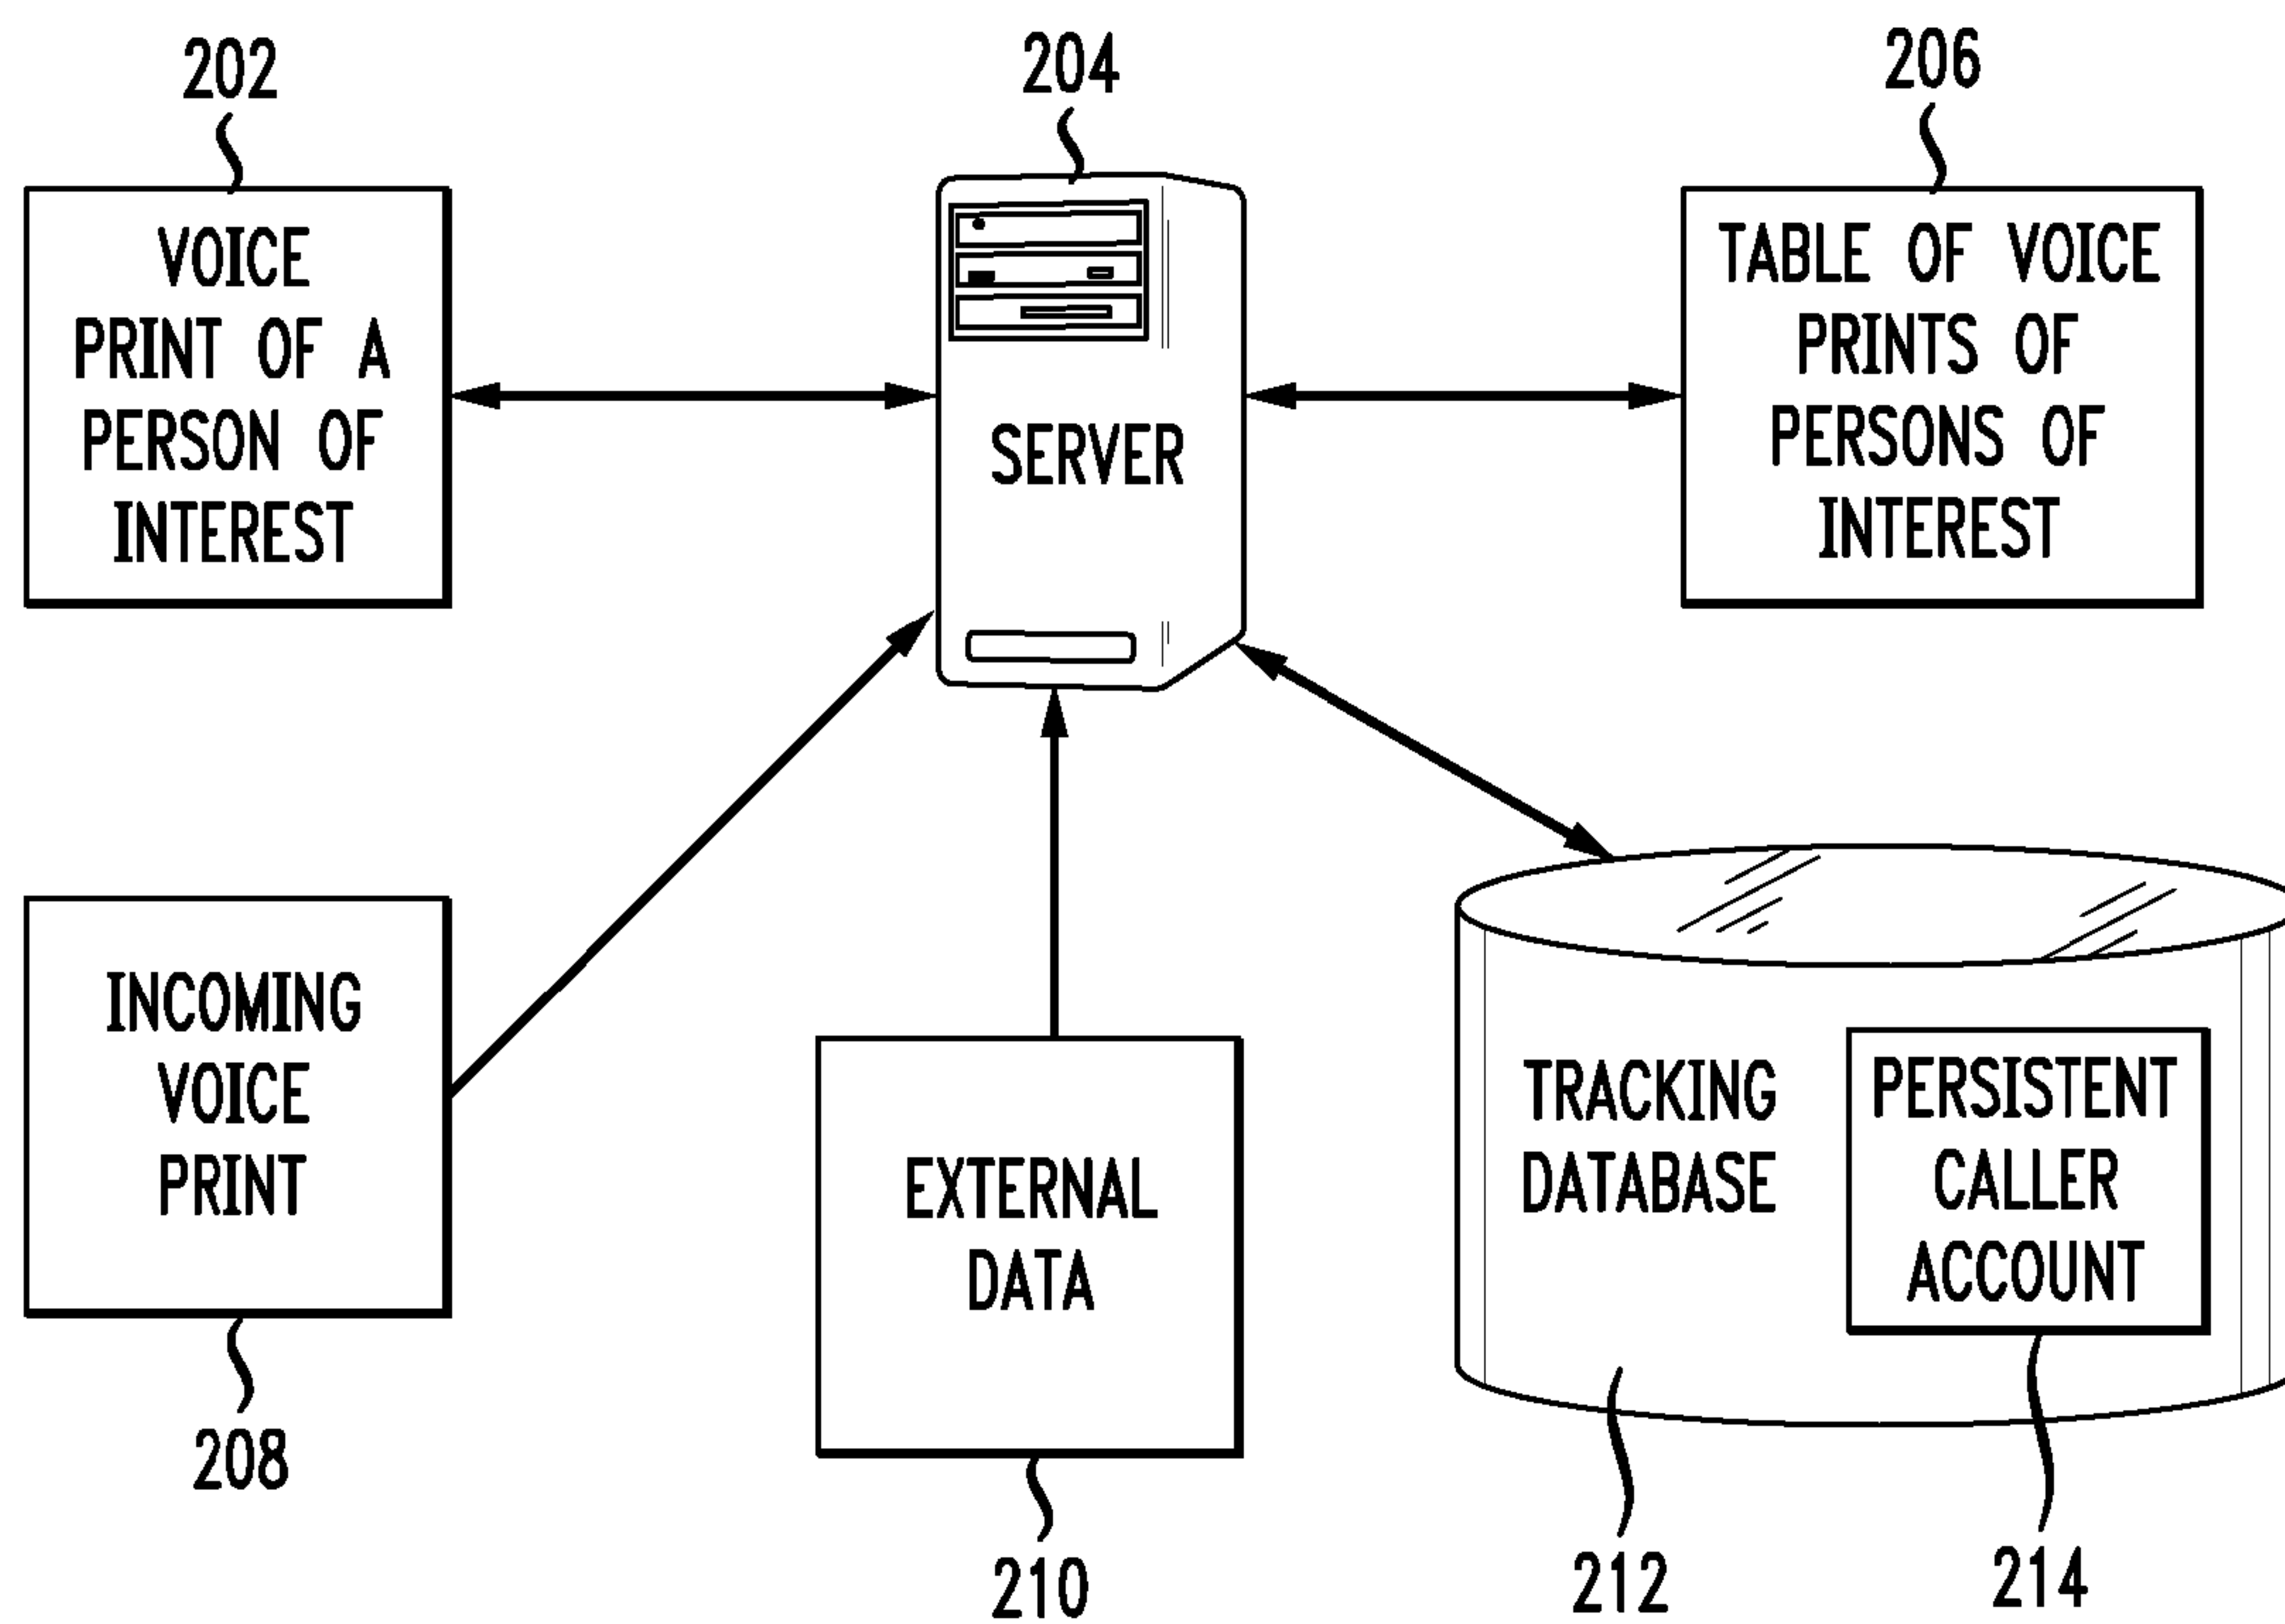 202
204
206
VOICE
PRINT OF A
PERSON OF
INTEREST
SERVER
TABLE OF VOICE
PRINTS OF
PERSONS OF
INTEREST
INCOMING
VOICE
PRINT
EXTERNAL
DATA
TRACKING
DATABASE
PERSISTENT
CALLER
ACCOUNT
208
210
212
214